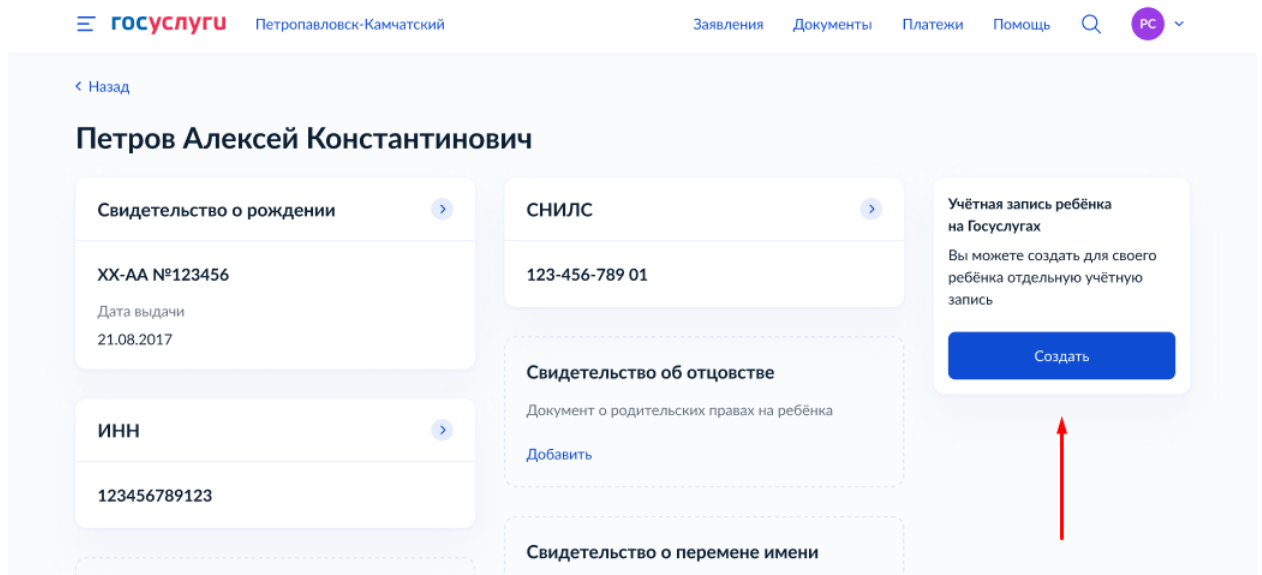 госуслуги Петропавловск-Камчатский Заявления Документы Платежи Помощь РС
Назад
Петров Алексей Константинович
Свидетельство о рождении
ХХ-АА №123456
Дата выдачи
21.08.2017
ИНН
123456789123
СНИЛС
123-456-789 01
Свидетельство об отцовстве
Документ о родительских правах на ребёнка
Добавить
Свидетельство о перемене имени
Учётная запись ребёнка
на Госуслугах
Вы можете создать для своего
ребёнка отдельную учётную
запись
Создать